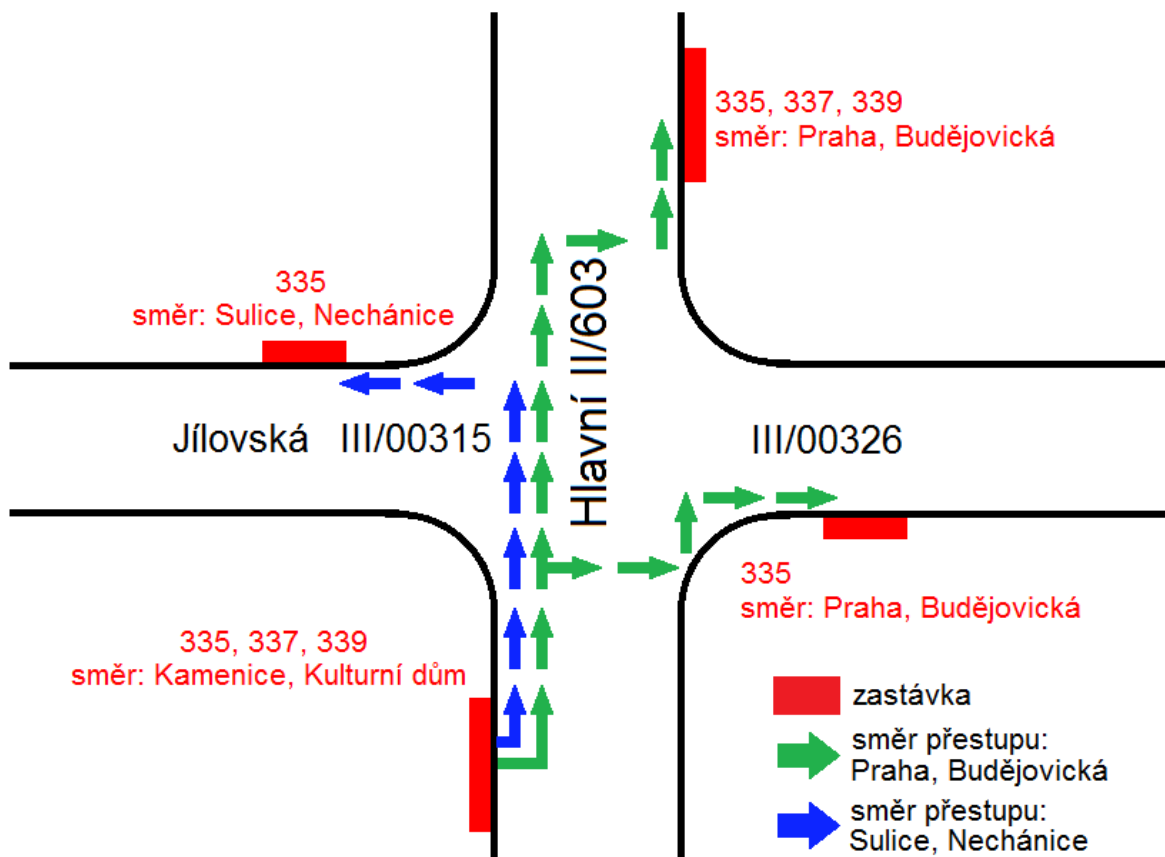 335, 337, 339
směr: Praha, Budějovická
335
směr: Sulice, Nechánice
Hlavní II/603
Jílovská III/00315
III/00326
335
směr: Praha, Budějovická
335, 337, 339
směr: Kamenice, Kulturní dům
zastávka
směr přestupu:
Praha, Budějovická
směr přestupu:
Sulice, Nechánice